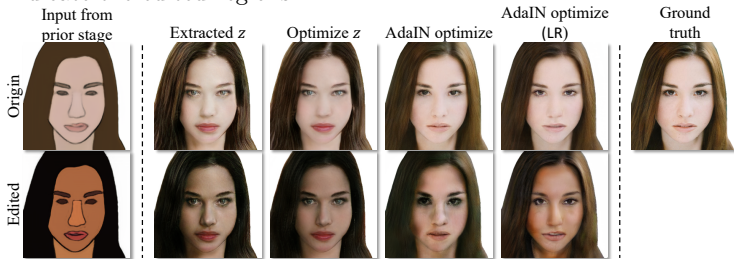 Input from
prior stage
Extracted z
Optimize z
AdaIN optimize
AdaIN optimize
(LR)
Ground
truth
Origin
Edited